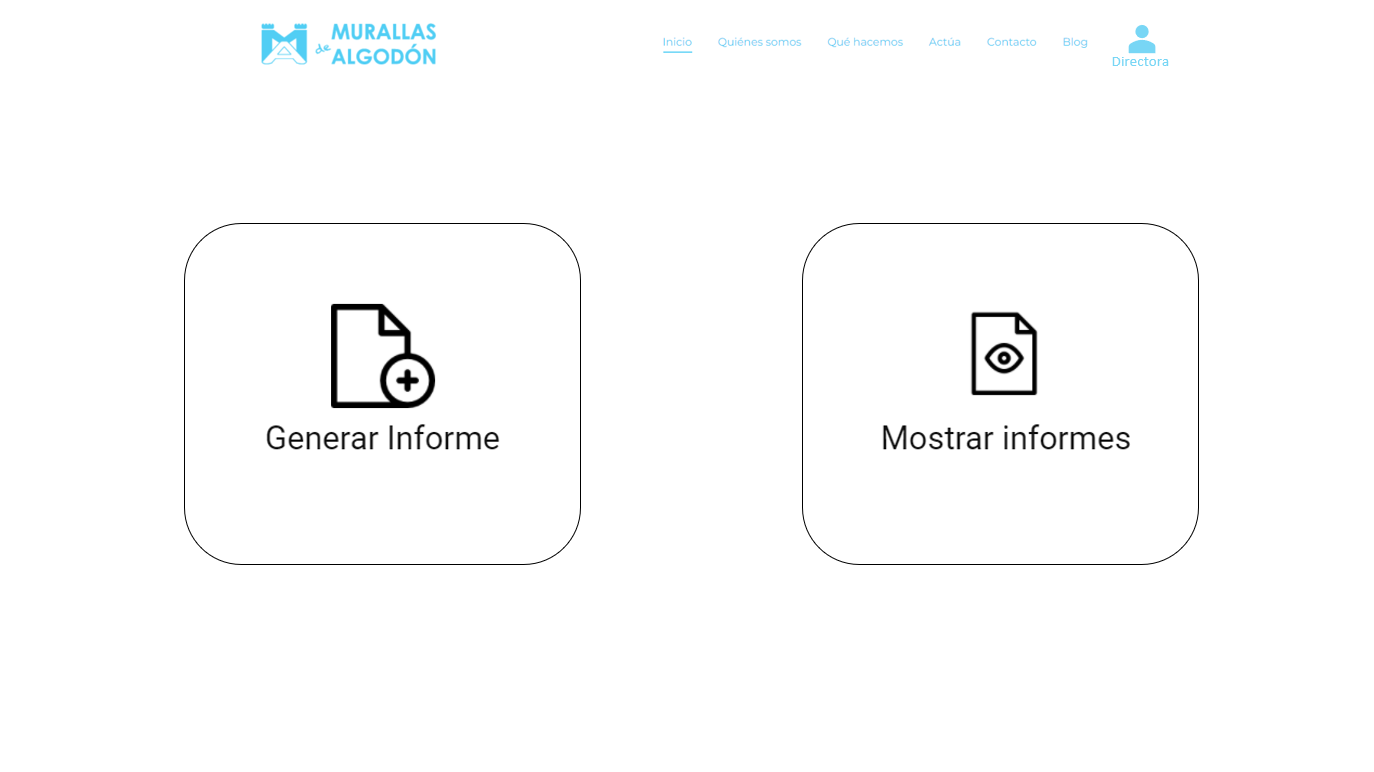 MURALLAS
de ALGODÓN
Inicio Quiénes somos Qué hacemos Actúa Contacto Blog
Directora
Generar Informe
Mostrar informes